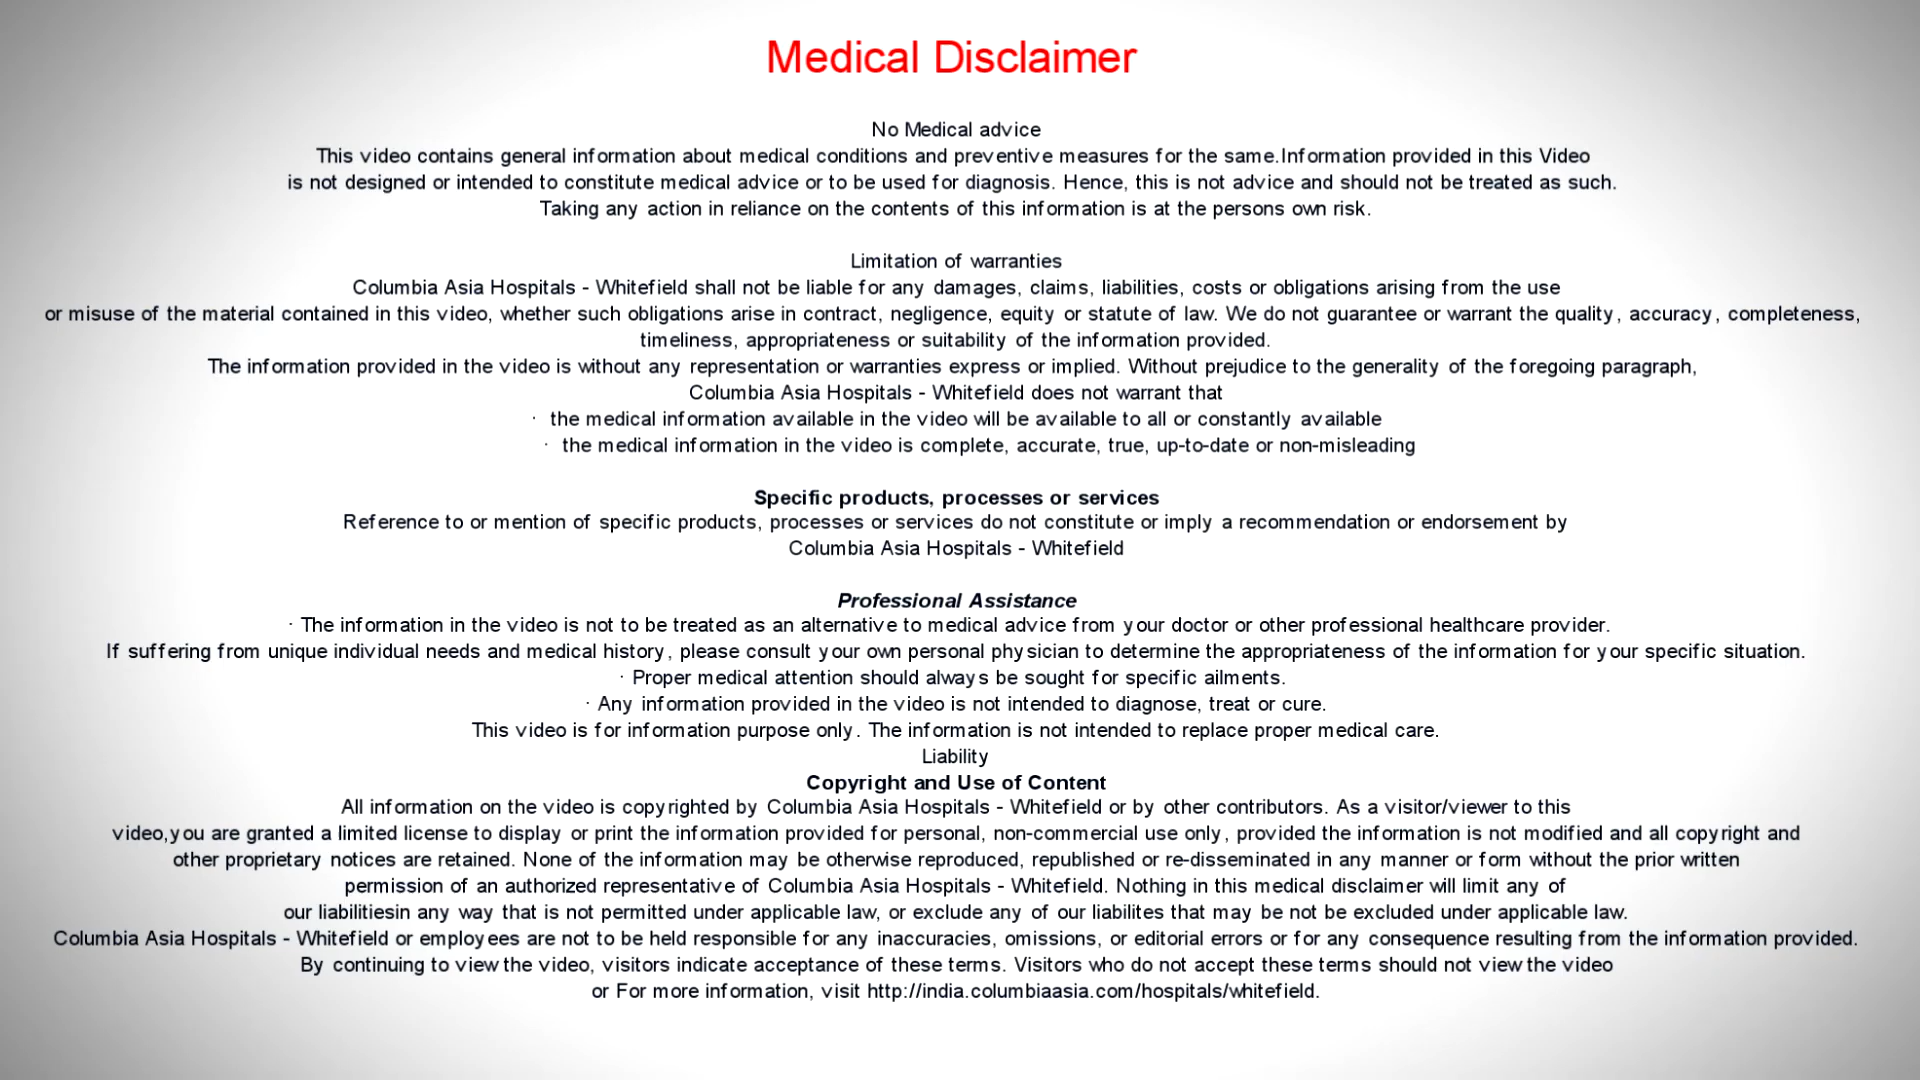 Medical Disclaimer
No Medical advice
This video contains general information about medical conditions and preventive measures for the same.Information provided in this Video
is not designed or intended to constitute medical advice or to be used for diagnosis. Hence, this is not advice and should not be treated as such.
Taking any action in reliance on the contents of this information is at the persons own risk.
Limitation of warranties
Columbia Asia Hospitals - Whitefield shall not be liable for any damages, claims, liabilities, costs or obligations arising from the use
or misuse of the material contained in this video, whether such obligations arise in contract, negligence, equity or statute of law. We do not guarantee or warrant the quality, accuracy, completeness,
timeliness, appropriateness or suitability of the information provided.
The information provided in the video is without any representation or warranties express or implied. Without prejudice to the generality of the foregoing paragraph,
Columbia Asia Hospitals - Whitefield does not warrant that
· the medical information available in the video will be available to all or constantly available
· the medical information in the video is complete, accurate, true, up-to-date or non-misleading
Specific products, processes or services
Reference to or mention of specific products, processes or services do not constitute or imply a recommendation or endorsement by
Columbia Asia Hospitals - Whitefield
Professional Assistance
· The information in the video is not to be treated as an alternative to medical advice from your doctor or other professional healthcare provider.
If suffering from unique individual needs and medical history, please consult your own personal physician to determine the appropriateness of the information for your specific situation.
· Proper medical attention should always be sought for specific ailments.
· Any information provided in the video is not intended to diagnose, treat or cure.
This video is for information purpose only. The information is not intended to replace proper medical care.
Liability
Copyright and Use of Content
All information on the video is copyrighted by Columbia Asia Hospitals - Whitefield or by other contributors. As a visitor/viewer to this
video,you are granted a limited license to display or print the information provided for personal, non-commercial use only, provided the information is not modified and all copyright and
other proprietary notices are retained. None of the information may be otherwise reproduced, republished or re-disseminated in any manner or form without the prior written
permission of an authorized representative of Columbia Asia Hospitals - Whitefield. Nothing in this medical disclaimer will limit any of
our liabilitiesin any way that is not permitted under applicable law, or exclude any of our liabilites that may be not be excluded under applicable law.
Columbia Asia Hospitals - Whitefield or employees are not to be held responsible for any inaccuracies, omissions, or editorial errors or for any consequence resulting from the information provided.
By continuing to view the video, visitors indicate acceptance of these terms. Visitors who do not accept these terms should not view the video
or For more information, visit http://india.columbiaasia.com/hospitals/whitefield.